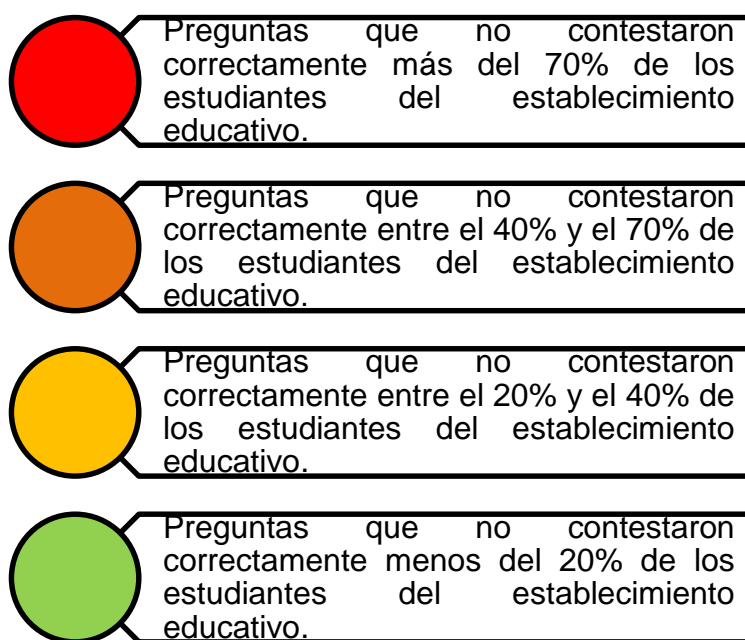 Preguntas que no contestaron
correctamente más del 70% de los
estudiantes del establecimiento
educativo.
Preguntas que no contestaron
correctamente entre el 40% y el 70% de
los estudiantes del establecimiento
educativo.
Preguntas que no contestaron
correctamente entre el 20% y el 40% de
los estudiantes del establecimiento
educativo.
Preguntas que no contestaron
correctamente menos del 20% de los
estudiantes del establecimiento
educativo.